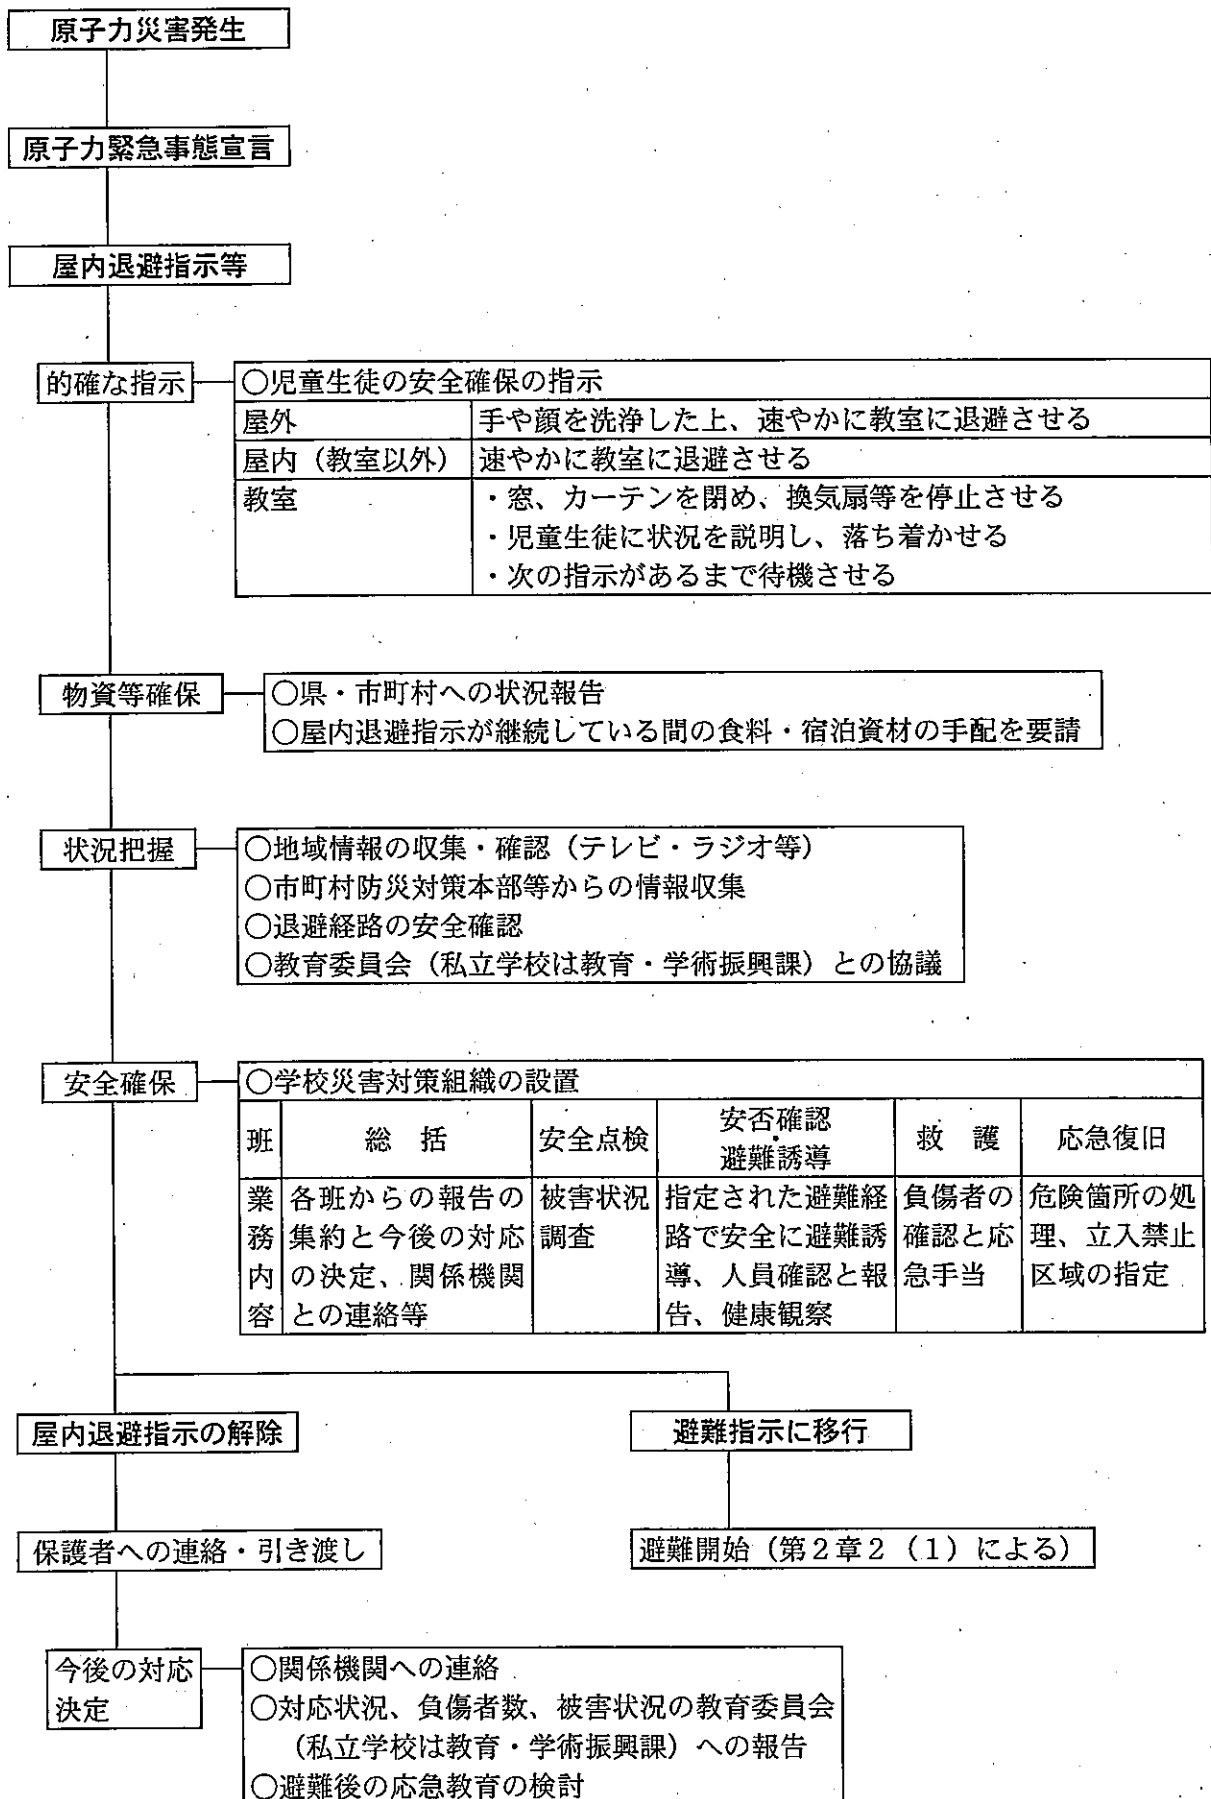 原子力災害発生
原子力緊急事態宣言
屋内退避指示等
的確な指示
○児童生徒の安全確保の指示
屋外
手や顔を洗浄した上、速やかに教室に退避させる
屋内（教室以外）
速やかに教室に退避させる
教室
・窓、カーテンを閉め、換気扇等を停止させる
・児童生徒に状況を説明し、落ち着かせる
・次の指示があるまで待機させる
物資等確保
○県・市町村への状況報告
○屋内退避指示が継続している間の食料・宿泊資材の手配を要請
状況把握
○地域情報の収集・確認（テレビ・ラジオ等）
○市町村防災対策本部等からの情報収集
○退避経路の安全確認
○教育委員会（私立学校は教育・学術振興課）との協議
安全確保
○学校災害対策組織の設置
班
総　括
安全点検
安否確認
・
避難誘導
救　護
応急復旧
業
務
内
容
各班からの報告の
集約と今後の対応
の決定、関係機関
との連絡等
被害状況
調査
指定された避難経
路で安全に避難誘
導、人員確認と報
告、健康観察
負傷者の
確認と応
急手当
危険箇所の処
理、立入禁止
区域の指定
屋内退避指示の解除
避難指示に移行
保護者への連絡・引き渡し
避難開始（第２章２（１）による）
今後の対応
決定
○関係機関への連絡
○対応状況、負傷者数、被害状況の教育委員会
（私立学校は教育・学術振興課）への報告
○避難後の応急教育の検討